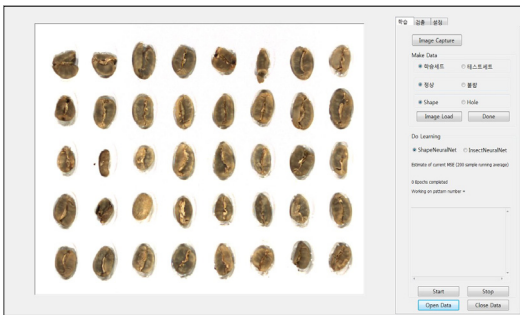 학습 검증 설정
Image Capture
Make Data
학습세트 테스트세트
정상 불량
Shape Hole
Image Load Done
Do Learning
ShapeNeuralNet InsectNeuralNet
Estimate of current MSE (200 sample running average)
0 Epochs completed
Working on pattern number =
Start Stop
Open Data Close Data